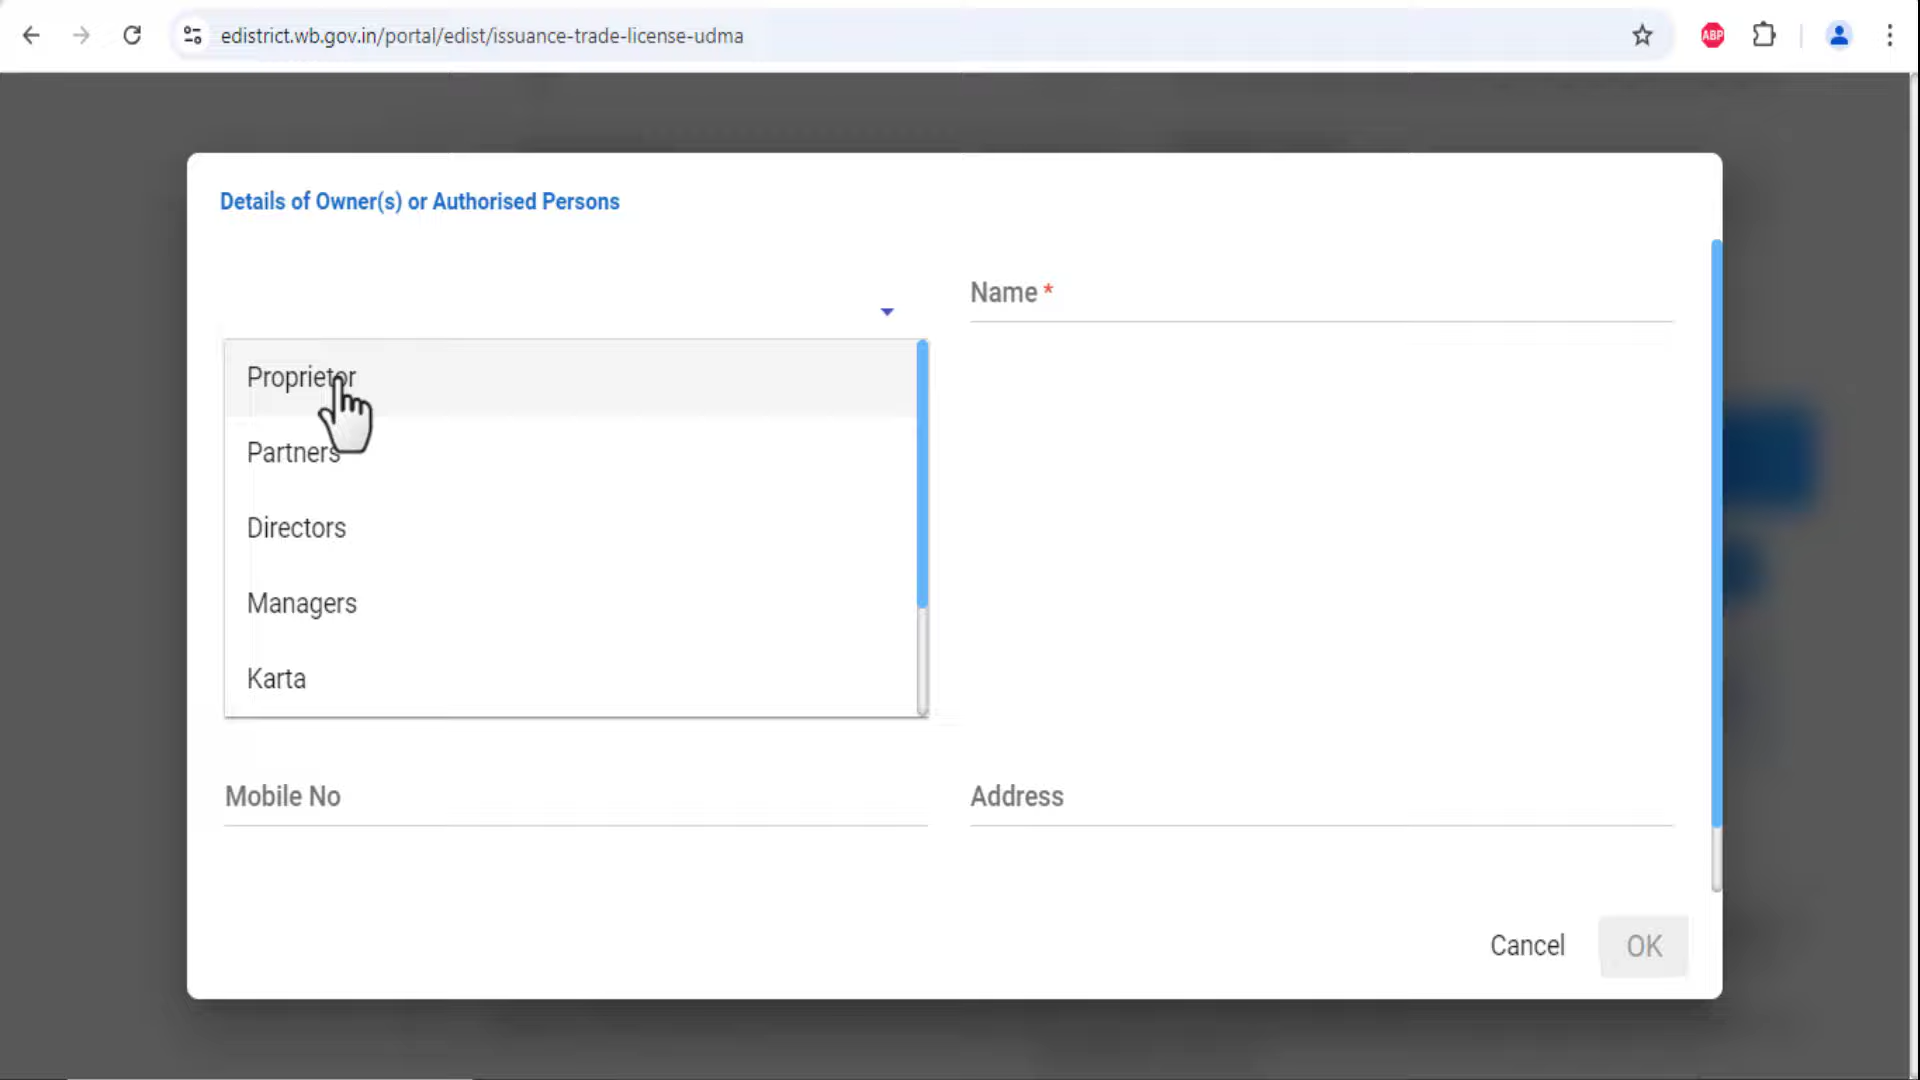 edistrict.wb.gov.in/portal/edist/issuance-trade-license-udma
ABP
Details of Owner(s) or Authorised Persons
Name *
Proprietor
Partners
Directors
Managers
Karta
Mobile No
Address
Cancel
OK